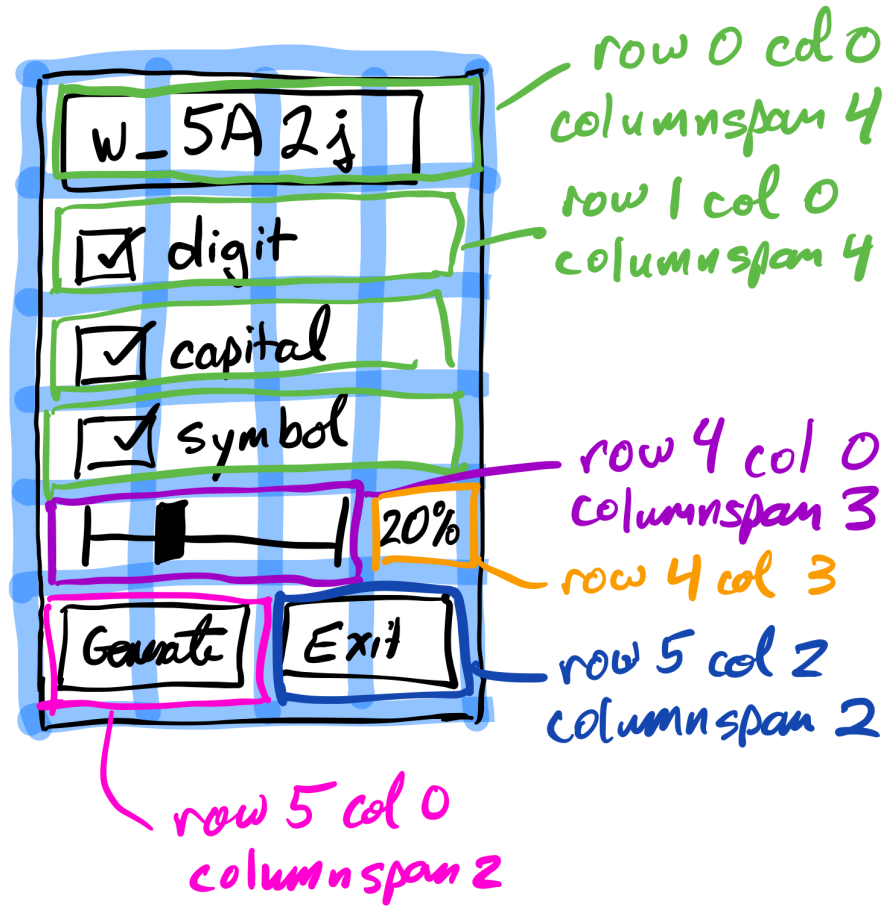 row 0 col 0
columnspan 4
w_5A2j
row 1 col 0
columnspan 4
digit
capital
symbol
row 4 col 0
columnspan 3
20%
row 4 col 3
Generate
Exit
row 5 col 2
columnspan 2
row 5 col 0
columnspan 2